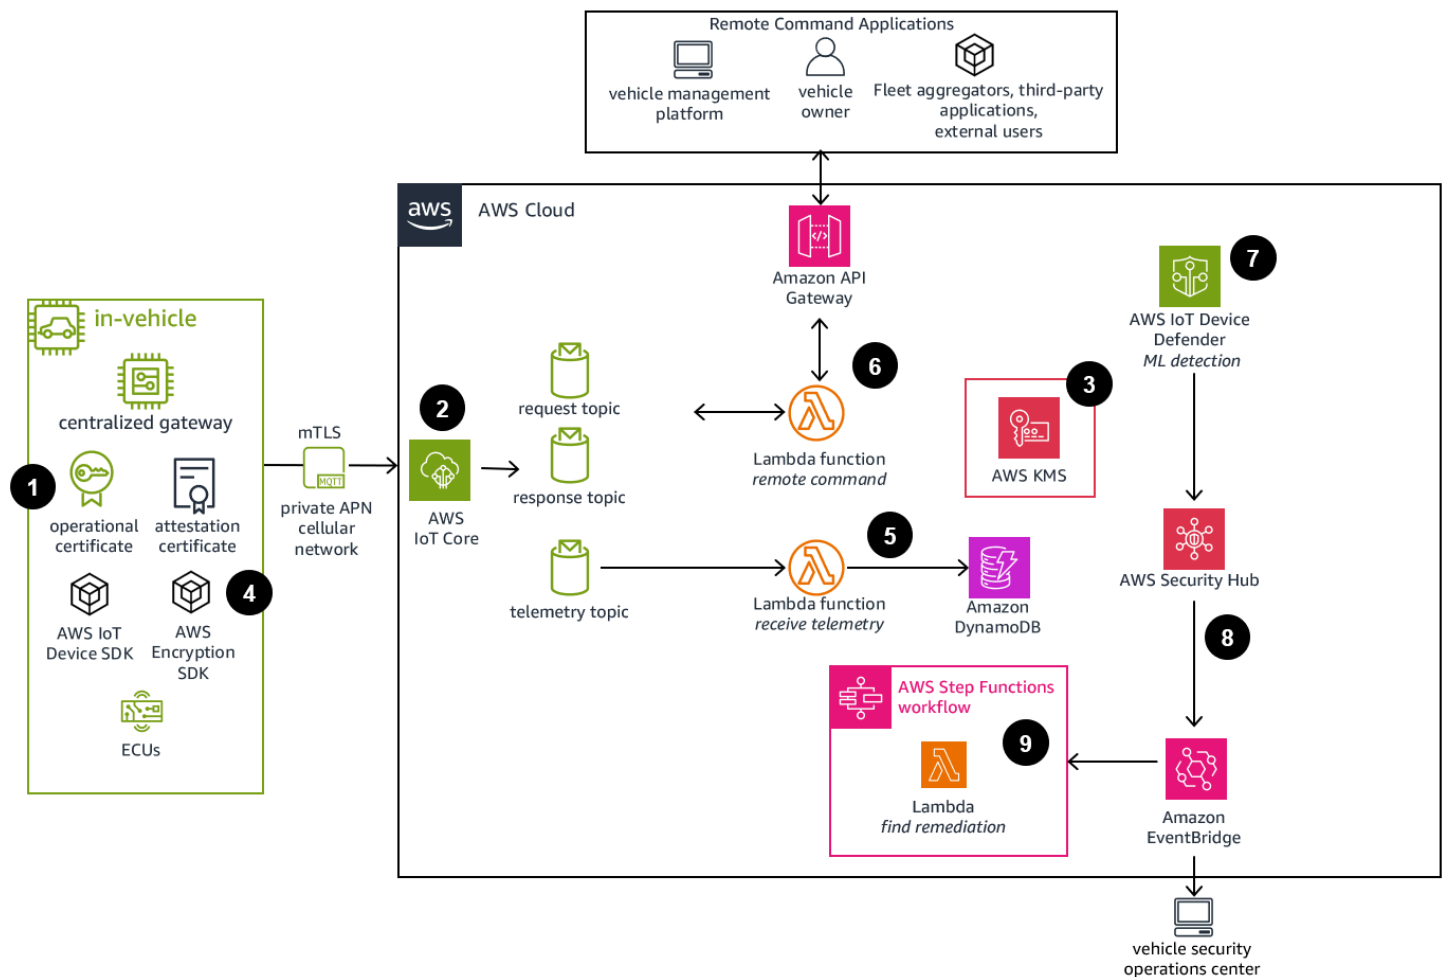 Remote Command Applications
vehicle management
platform
vehicle
owner
Fleet aggregators, third-party
applications,
external users
aws
AWS Cloud
Amazon API
Gateway
7
AWS IoT Device
Defender
ML detection
in-vehicle
centralized gateway
1
operational
certificate
attestation
certificate
4
AWS IoT
Device SDK
AWS
Encryption
SDK
ECUs
mTLS
MQTT
private APN
cellular
network
2
AWS
IoT Core
request topic
response topic
telemetry topic
6
Lambda function
remote command
3
AWS KMS
5
Lambda function
receive telemetry
Amazon
DynamoDB
AWS Security Hub
8
AWS Step Functions
workflow
9
Lambda
find remediation
Amazon
EventBridge
vehicle security
operations center